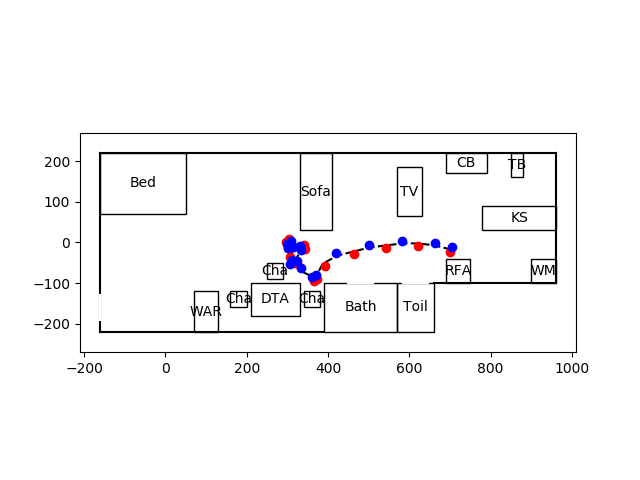 CB
TB
Bed
Sofa
TV
KS
Cha
RFA
WM
Cha
DTA
Cha
WAR
Bath
Toil
200
100
0
−100
−200
−200
0
200
400
600
800
1000